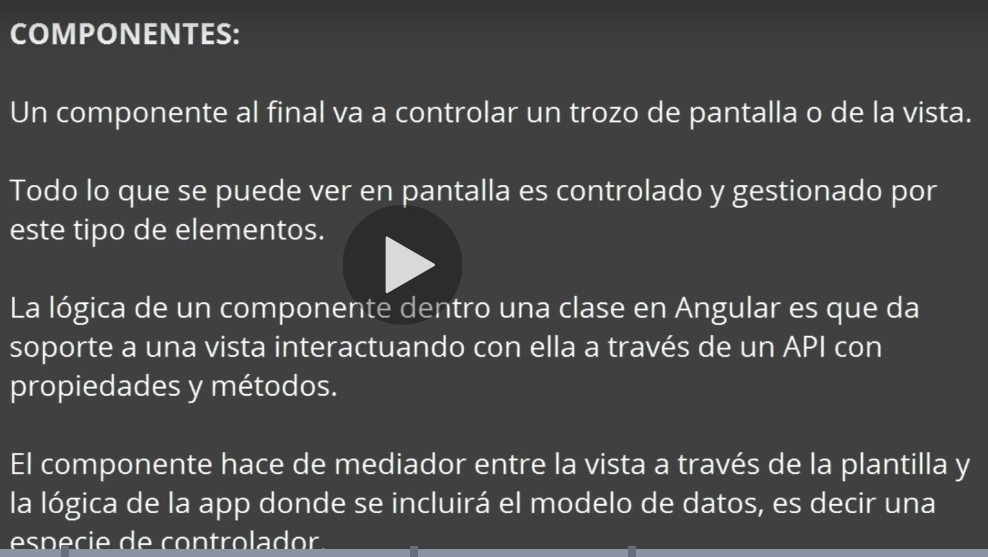 COMPONENTES:
Un componente al final va a controlar un trozo de pantalla o de la vista.
Todo lo que se puede ver en pantalla es controlado y gestionado por
este tipo de elementos.
La lógica de un componente dentro una clase en Angular es que da
soporte a una vista interactuando con ella a través de un API con
propiedades y métodos.
El componente hace de mediador entre la vista a través de la plantilla y
la lógica de la app donde se incluirá el modelo de datos, es decir una
especie de controlador.